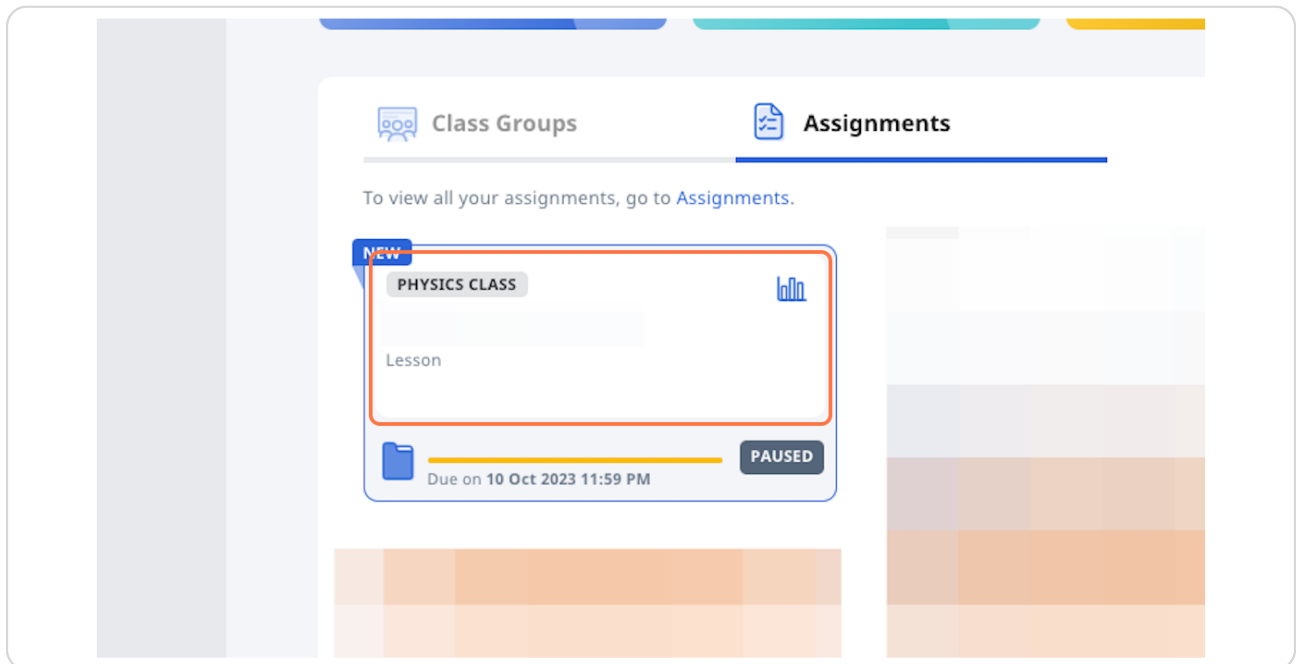 Class Groups
Assignments
To view all your assignments, go to Assignments.
NEW
PHYSICS CLASS
Lesson
PAUSED
Due on 10 Oct 2023 11:59 PM